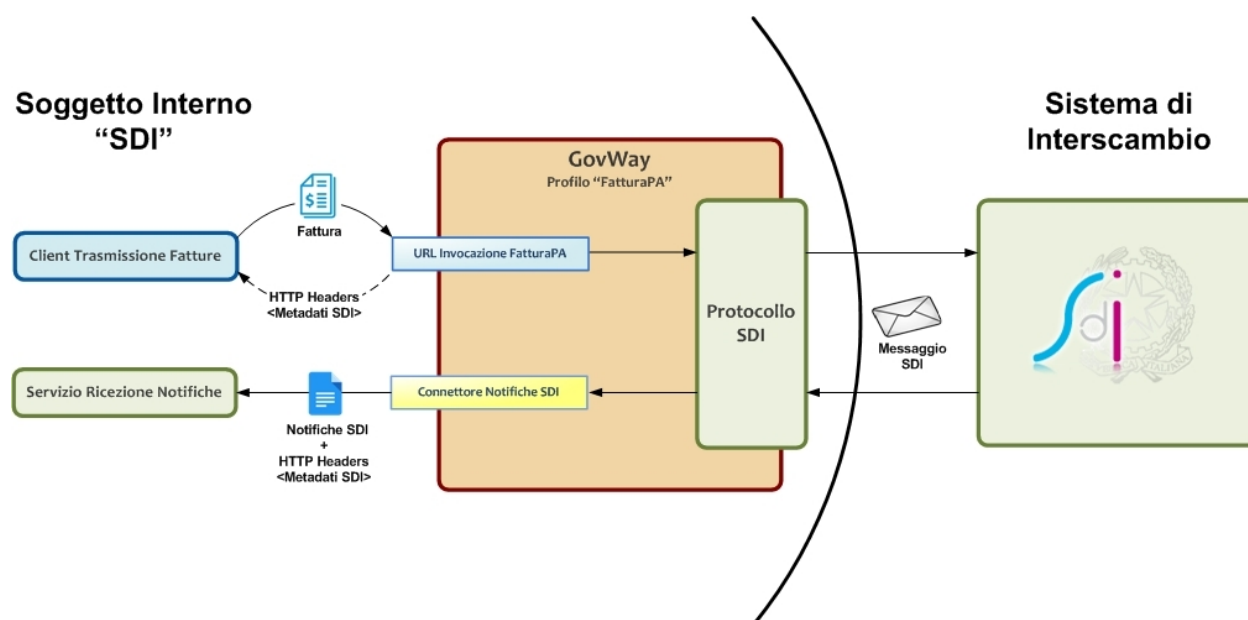 Soggetto Interno
“SDI”
Sistema di
Interscambio
GovWay
Profilo “FatturaPA”
Fattura
Client Trasmissione Fatture
URL Invocazione FatturaPA
HTTP Headers
<Metadati SDI>
Protocollo
SDI
Messaggio
SDI
Servizio Ricezione Notifiche
Connettore Notifiche SDI
Notifiche SDI
+
HTTP Headers
<Metadati SDI>
SdI